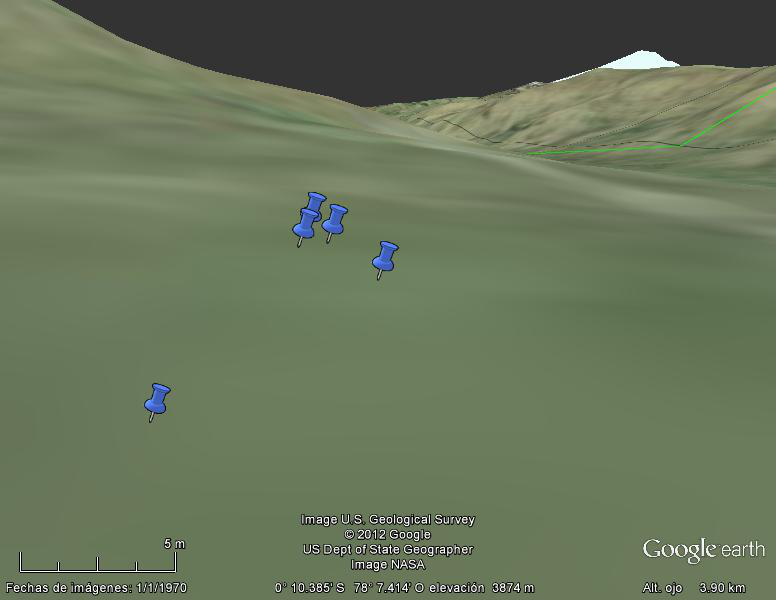 Image U.S. Geological Survey
© 2012 Google
US Dept of State Geographer
Image NASA
5 m
Google earth
Fechas de imágenes: 1/1/1970 0° 10.385' S 78° 7.414' O elevación 3874 m Alt. ojo 3.90 km